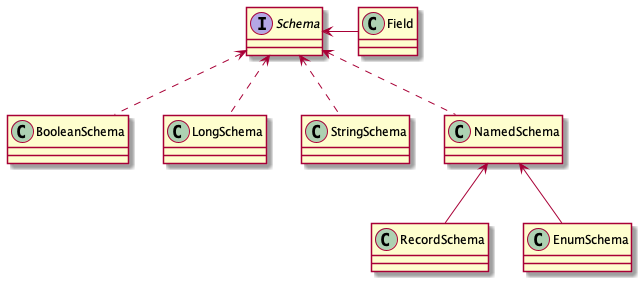 I Schema
C Field
C BooleanSchema
C LongSchema
C StringSchema
C NamedSchema
C RecordSchema
C EnumSchema